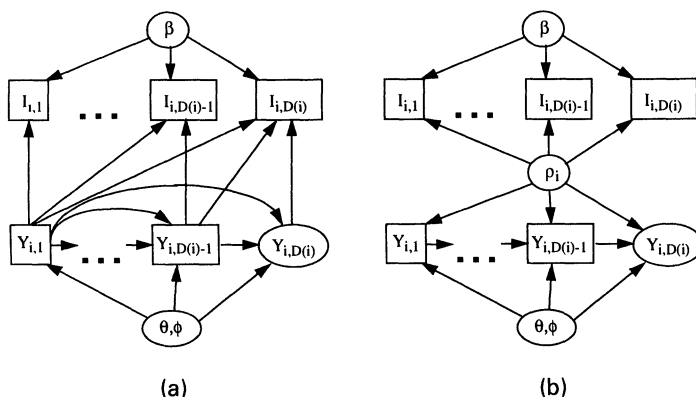 β
β
I_{ı,1} ... I_{i,D(i)-1} I_{i,D(i)}
I_{i,1} ... I_{i,D(i)-1} I_{i,D(i)}
ρ_i
Y_{i,1} ... Y_{i,D(i)-1} Y_{i,D(i)}
Y_{i,1} ... Y_{i,D(i)-1} Y_{i,D(i)}
θ,ϕ
θ,ϕ
(a)
(b)